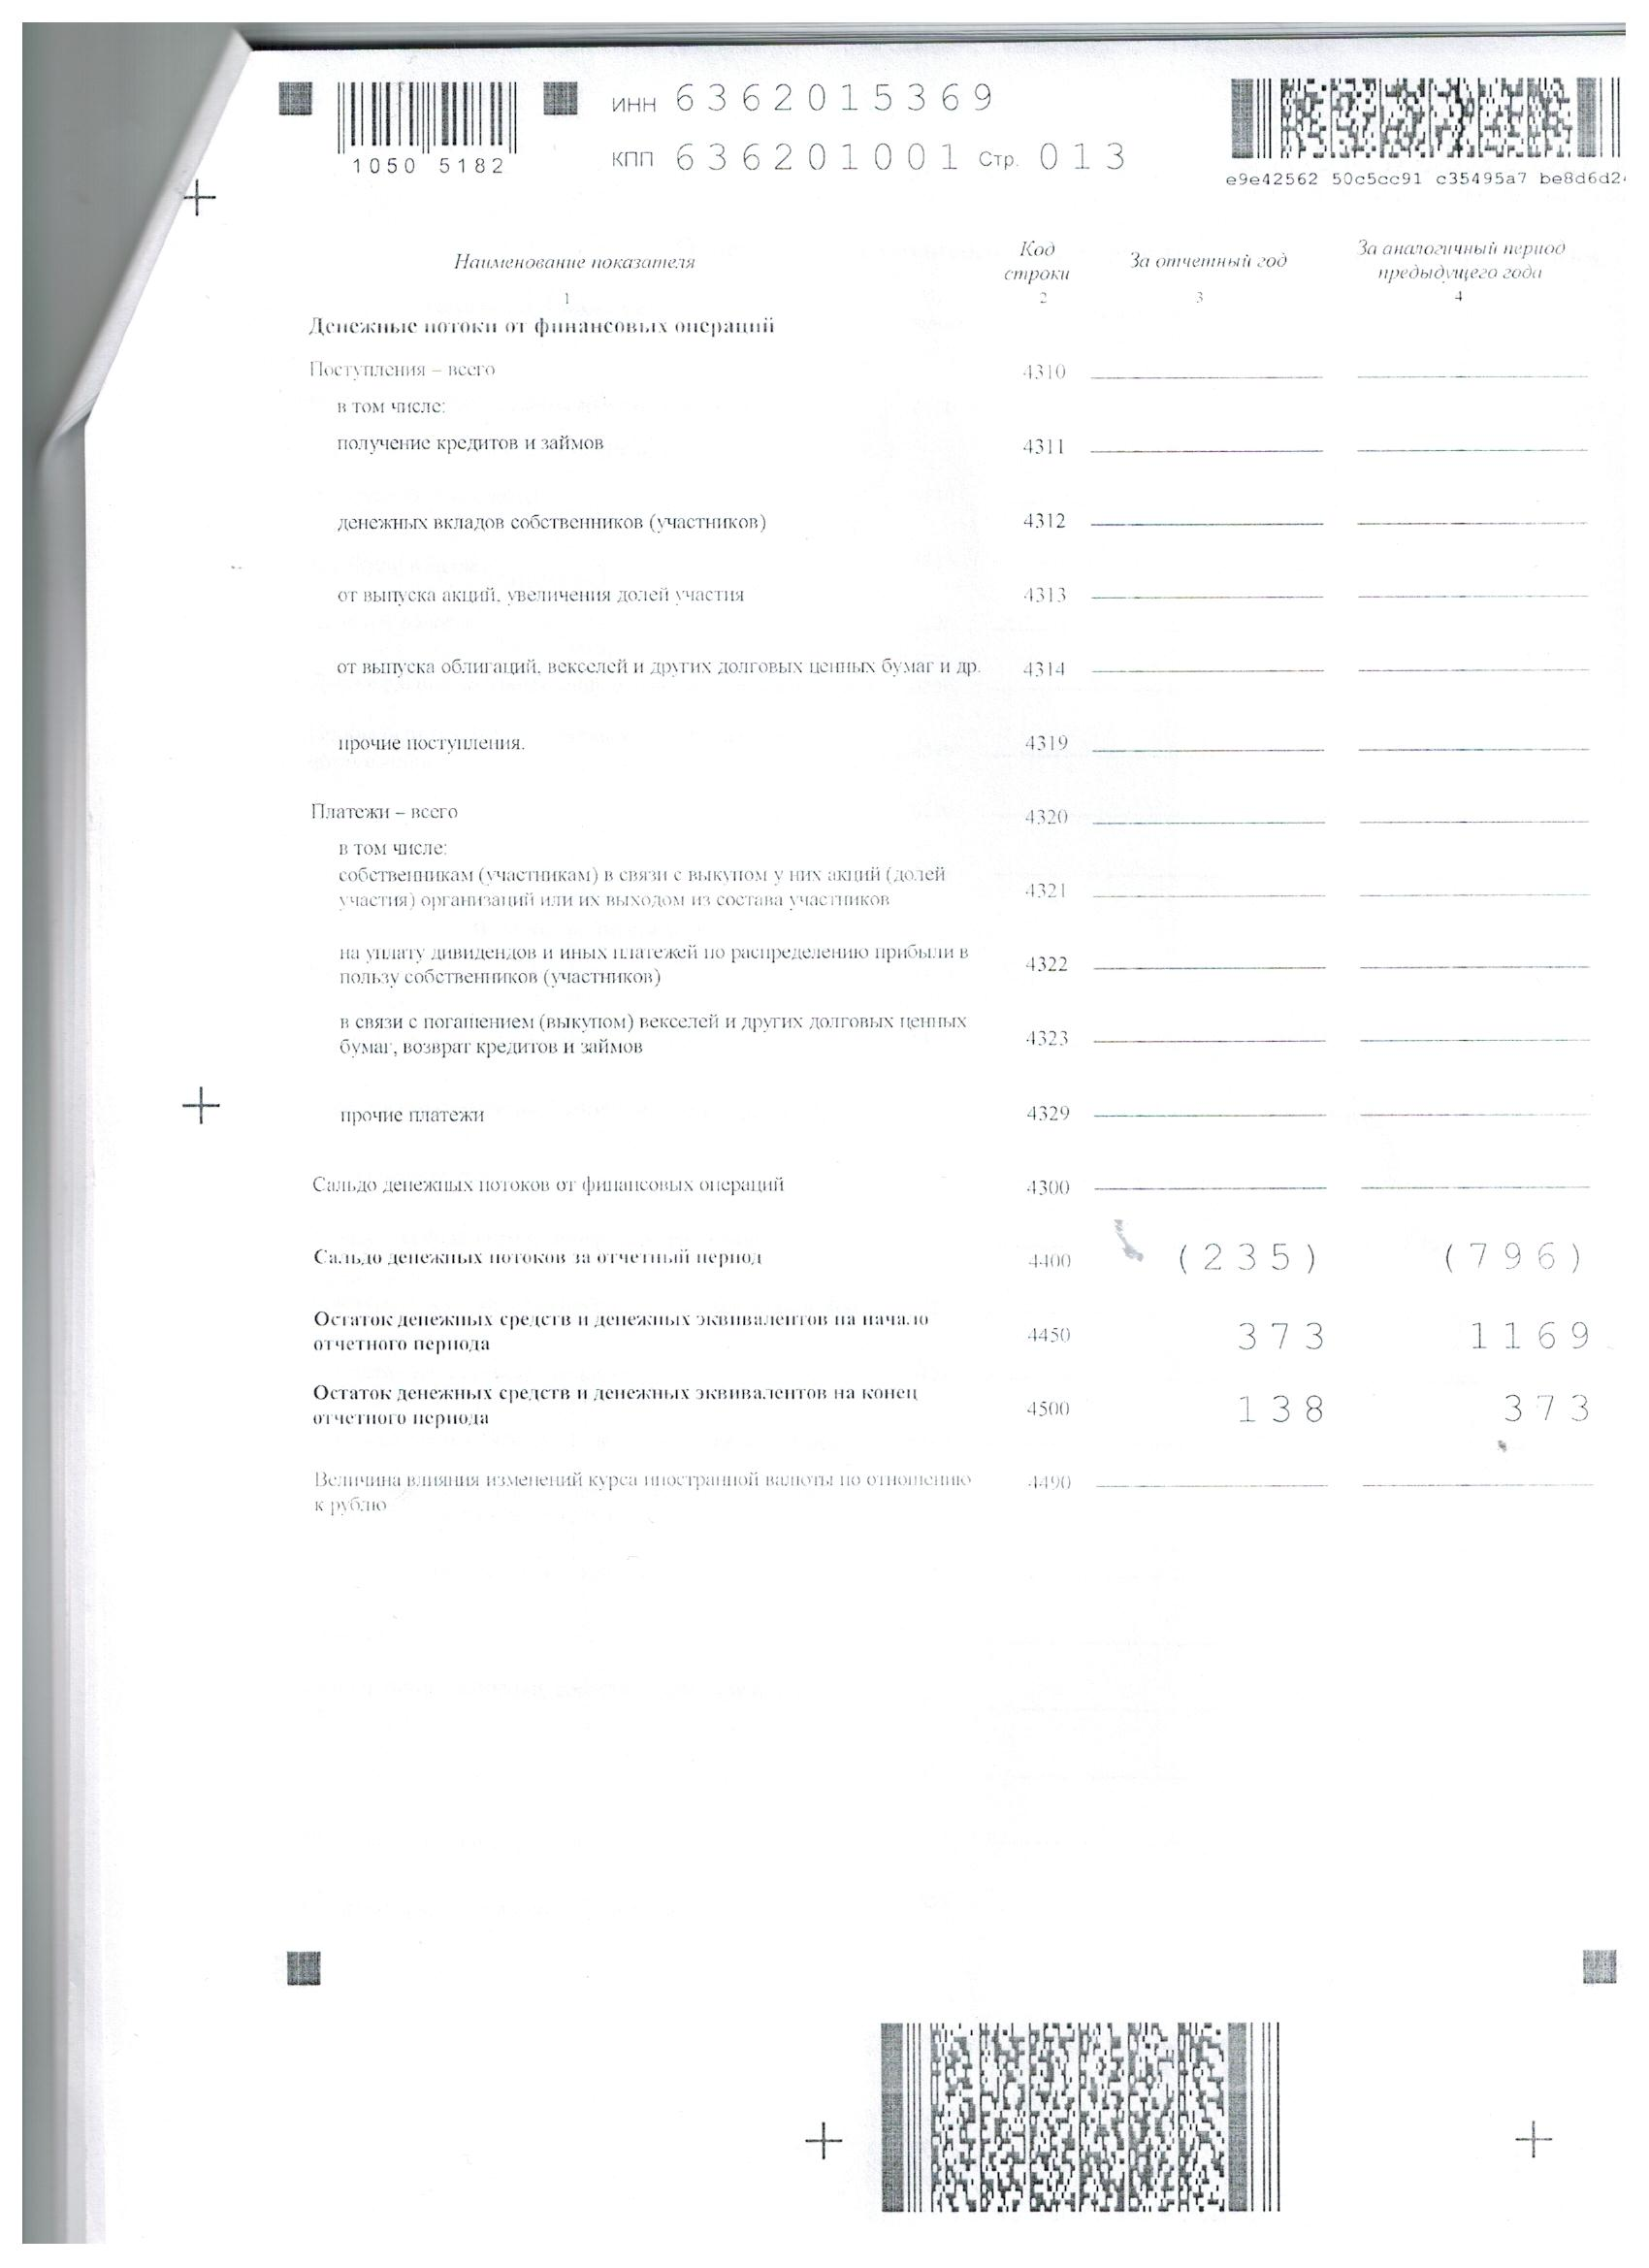 1050 5182
ИНН 6362015369
КПП 636201001 Стр. 013
e9e42562 50c5cc91 c35495a7 be8d6d2
Наименование показателя
Код строки
За отчетный год
За аналогичный период предыдущего года
1 2 3 4
Денежные потоки от финансовых операций
Поступления – всего 4310
в том числе:
получение кредитов и займов 4311
денежных вкладов собственников (участников) 4312
от выпуска акций, увеличения долей участия 4313
от выпуска облигаций, векселей и других долговых ценных бумаг и др. 4314
прочие поступления. 4319
Платежи – всего 4320
в том числе:
собственникам (участникам) в связи с выкупом у них акций (долей
участия) организаций или их выходом из состава участников 4321
на уплату дивидендов и иных платежей по распределению прибыли в
пользу собственников (участников) 4322
в связи с погашением (выкупом) векселей и других долговых ценных
бумаг, возврат кредитов и займов 4323
прочие платежи 4329
Сальдо денежных потоков от финансовых операций 4300
Сальдо денежных потоков за отчетный период 4400 (235) (796)
Остаток денежных средств и денежных эквивалентов на начало
отчетного периода 4450 373 1169
Остаток денежных средств и денежных эквивалентов на конец
отчетного периода 4500 138 373
Величина влияния изменений курса иностранной валюты по отношению
к рублю 4490